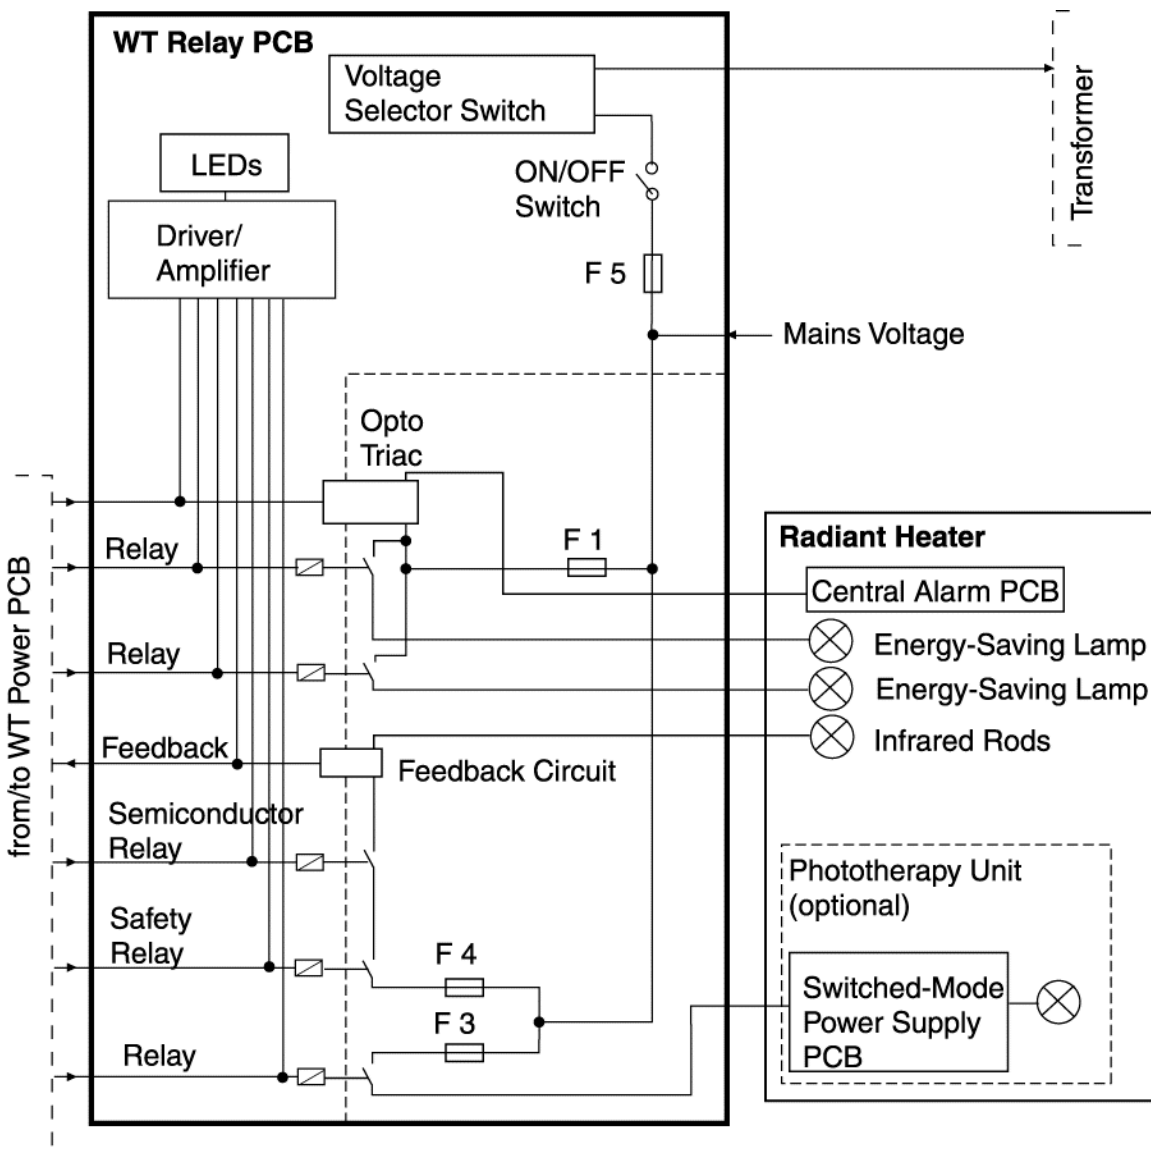 WT Relay PCB
Voltage
Selector Switch
LEDs
ON/OFF
Switch
Transformer
Driver/
Amplifier
F 5
Mains Voltage
Opto
Triac
from/to WT Power PCB
Relay
F 1
Radiant Heater
Central Alarm PCB
Energy-Saving Lamp
Relay
Energy-Saving Lamp
Infrared Rods
Feedback
Feedback Circuit
Semiconductor
Relay
Phototherapy Unit
(optional)
Safety
Relay
F 4
Switched-Mode
Power Supply
PCB
F 3
Relay